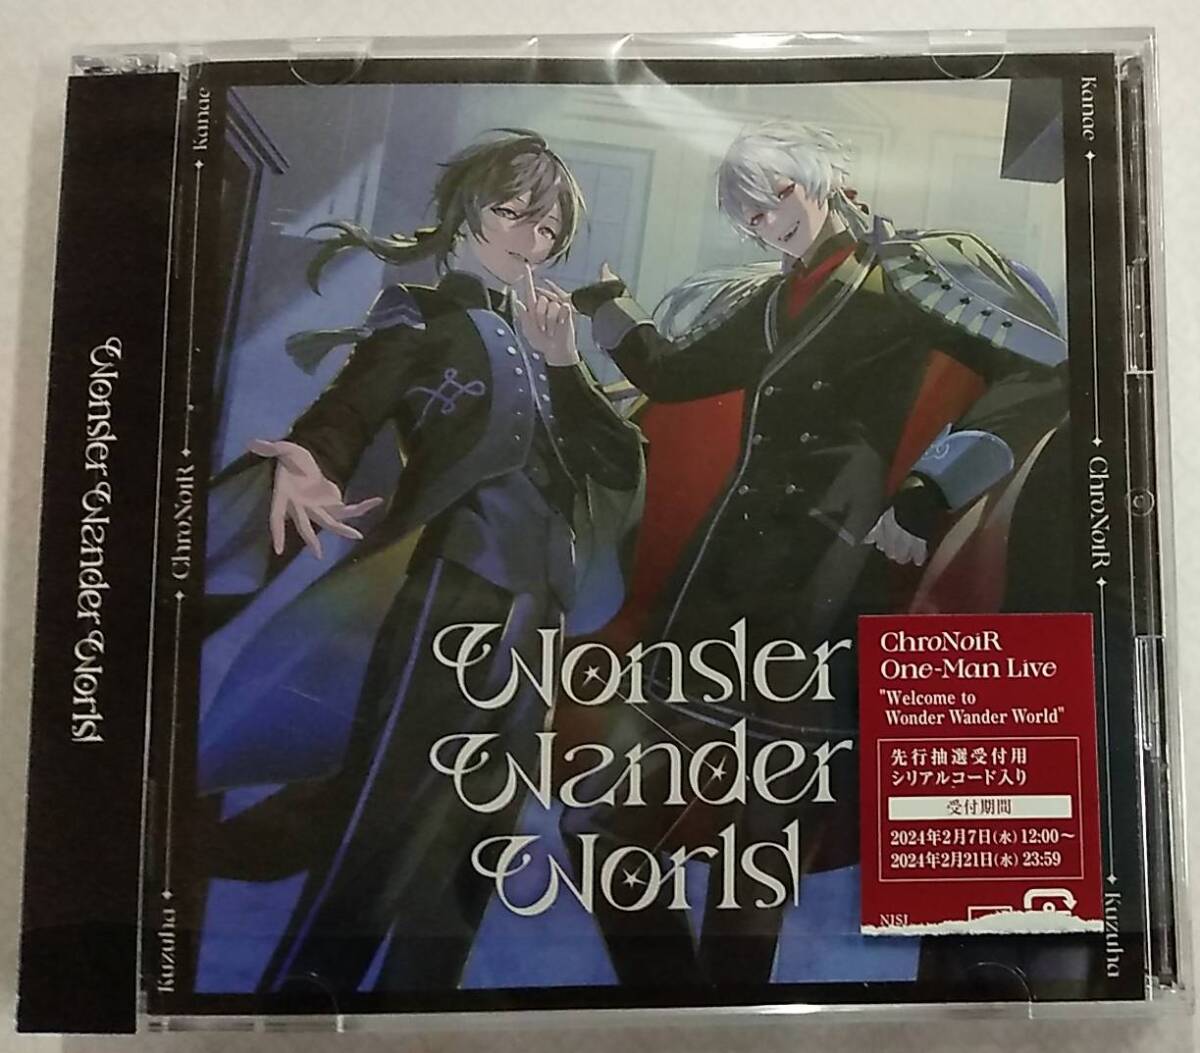 Wonder Wander World
Kanae
ChroNoiR
Kuzuha
Kanae
ChroNoiR
Kuzuha
Wonder
Wander
World
ChroNoiR
One-Man Live
"Welcome to
Wonder Wander World"
先行抽選受付用
シリアルコード入り
受付期間
2024年2月7日(水) 12:00～
2024年2月21日(水) 23:59